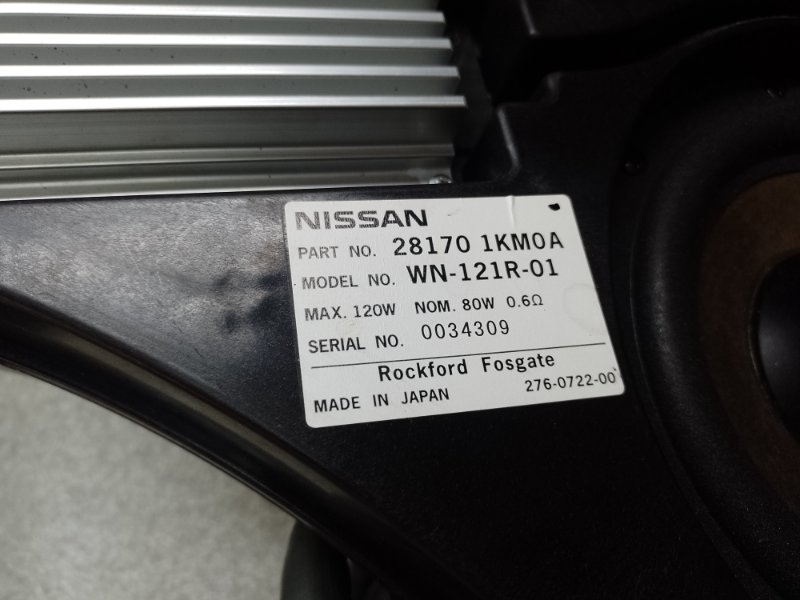 NISSAN
PART NO. 28170 1KM0A
MODEL NO. WN-121R-01
MAX. 120W NOM. 80W 0.6Ω
SERIAL NO. 0034309
Rockford Fosgate
MADE IN JAPAN 276-0722-00